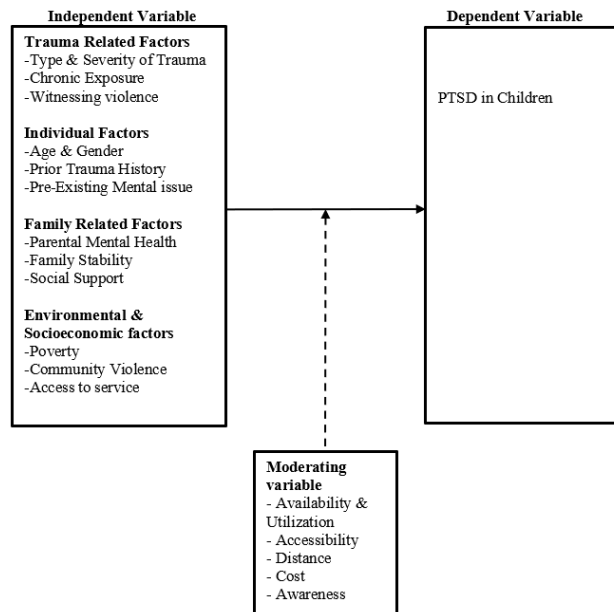 Independent Variable
Trauma Related Factors
-Type & Severity of Trauma
-Chronic Exposure
-Witnessing violence
Individual Factors
-Age & Gender
-Prior Trauma History
-Pre-Existing Mental issue
Family Related Factors
-Parental Mental Health
-Family Stability
-Social Support
Environmental &
Socioeconomic factors
-Poverty
-Community Violence
-Access to service
Dependent Variable
PTSD in Children
Moderating
variable
- Availability &
Utilization
- Accessibility
- Distance
- Cost
- Awareness